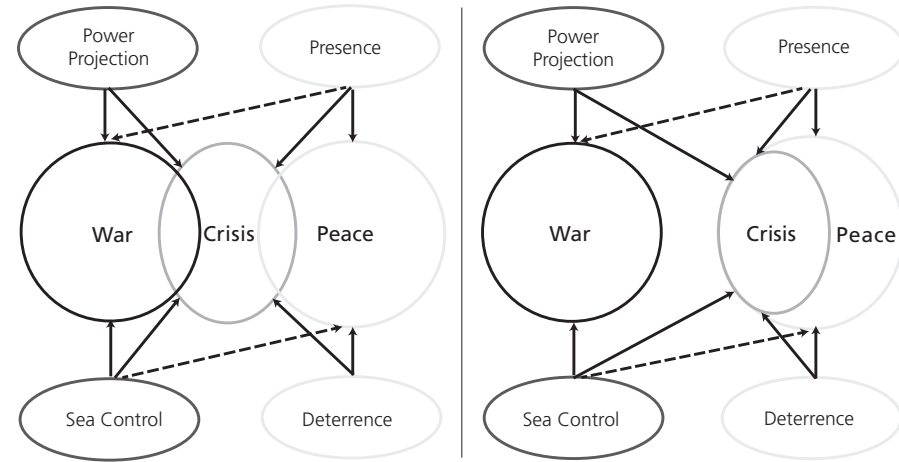 Power
Projection
Presence
War
Crisis
Peace
Sea Control
Deterrence
Power
Projection
Presence
War
Crisis
Peace
Sea Control
Deterrence